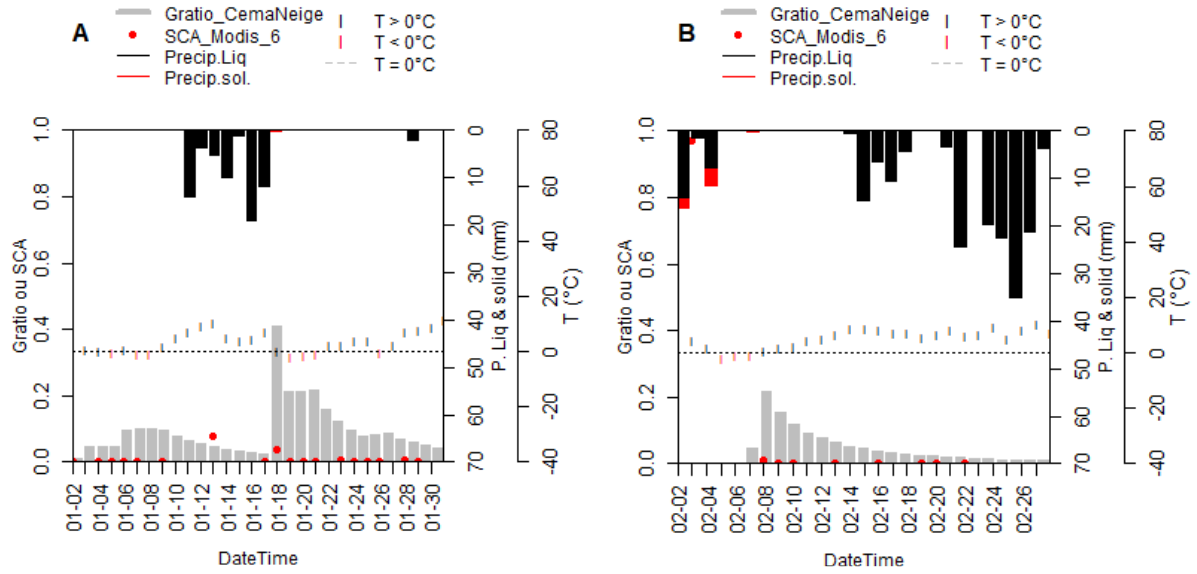 A
Gratio_CemaNeige
SCA_Modis_6
Precip.Liq
Precip.sol.
T > 0°C
T < 0°C
T = 0°C
Gratio ou SCA
1.0
0.8
0.6
0.4
0.2
0.0
0
10
20
30
40
50
60
70
P. Liq & solid (mm)
80
60
40
20
0
-20
-40
T (°C)
01-02
01-04
01-06
01-08
01-10
01-12
01-14
01-16
01-18
01-20
01-22
01-24
01-26
01-28
01-30
DateTime
B
Gratio_CemaNeige
SCA_Modis_6
Precip.Liq
Precip.sol.
T > 0°C
T < 0°C
T = 0°C
Gratio ou SCA
1.0
0.8
0.6
0.4
0.2
0.0
0
10
20
30
40
50
60
70
P. Liq & solid (mm)
80
60
40
20
0
-20
-40
T (°C)
02-02
02-04
02-06
02-08
02-10
02-12
02-14
02-16
02-18
02-20
02-22
02-24
02-26
DateTime